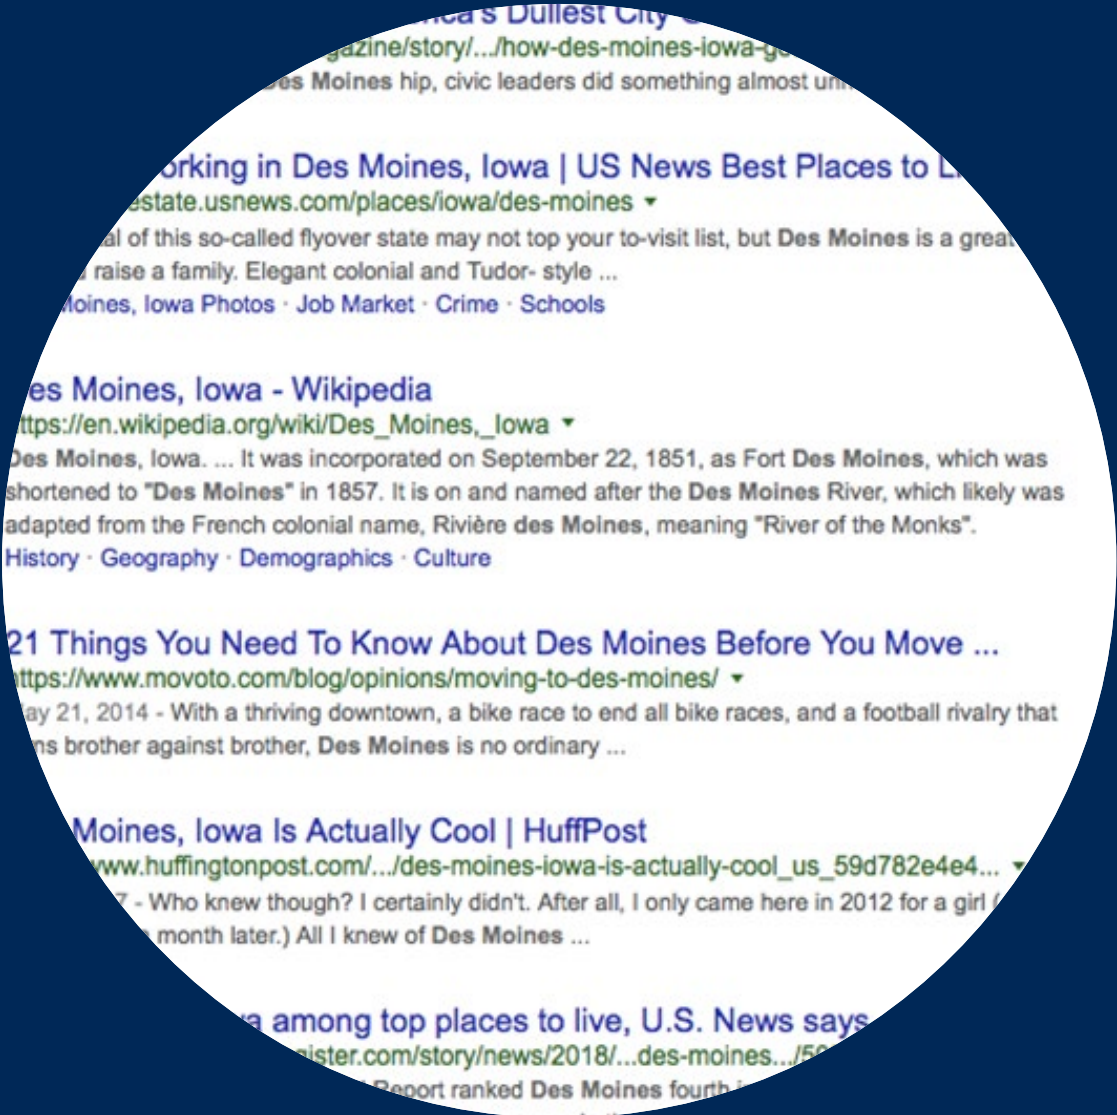 Dullest City
/story/.../how-des-moines-iowa-
Des Moines hip, civic leaders did something almost
in Des Moines, Iowa | US News Best Places to
estate.usnews.com/places/iowa/des-moines
of this so-called flyover state may not top your to-visit list, but Des Moines is a great
raise a family. Elegant colonial and Tudor- style ...
Moines, Iowa Photos · Job Market · Crime · Schools
es Moines, Iowa - Wikipedia
ttps://en.wikipedia.org/wiki/Des_Moines,_Iowa
Des Moines, Iowa. ... It was incorporated on September 22, 1851, as Fort Des Moines, which was
shortened to "Des Moines" in 1857. It is on and named after the Des Moines River, which likely was
adapted from the French colonial name, Rivière des Moines, meaning "River of the Monks".
History · Geography · Demographics · Culture
21 Things You Need To Know About Des Moines Before You Move ...
ttps://www.movoto.com/blog/opinions/moving-to-des-moines/
ay 21, 2014 - With a thriving downtown, a bike race to end all bike races, and a football rivalry that
ns brother against brother, Des Moines is no ordinary ...
Moines, Iowa Is Actually Cool | HuffPost
www.huffingtonpost.com/.../des-moines-iowa-is-actually-cool_us_59d782e4e4...
7 - Who knew though? I certainly didn't. After all, I only came here in 2012 for a girl (
month later.) All I knew of Des Moines ...
among top places to live, U.S. News says
ister.com/story/news/2018/...des-moines.../
Report ranked Des Moines fourth